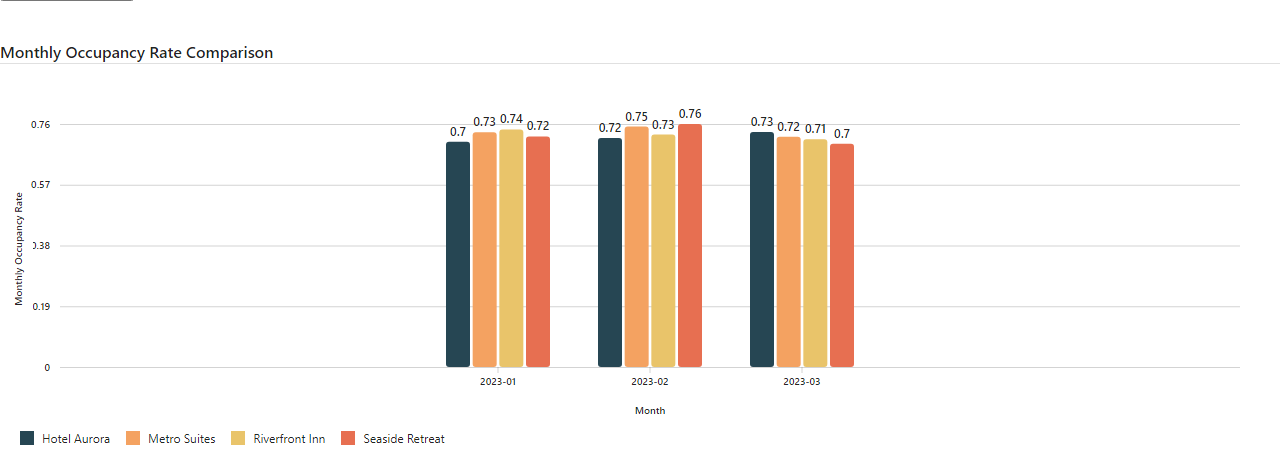 Monthly Occupancy Rate Comparison
Monthly Occupancy Rate
0.76
0.57
0.38
0.19
0
0.7 0.73 0.74 0.72
0.72 0.75 0.73 0.76
0.73 0.72 0.71 0.7
2023-01 2023-02 2023-03
Month
Hotel Aurora Metro Suites Riverfront Inn Seaside Retreat